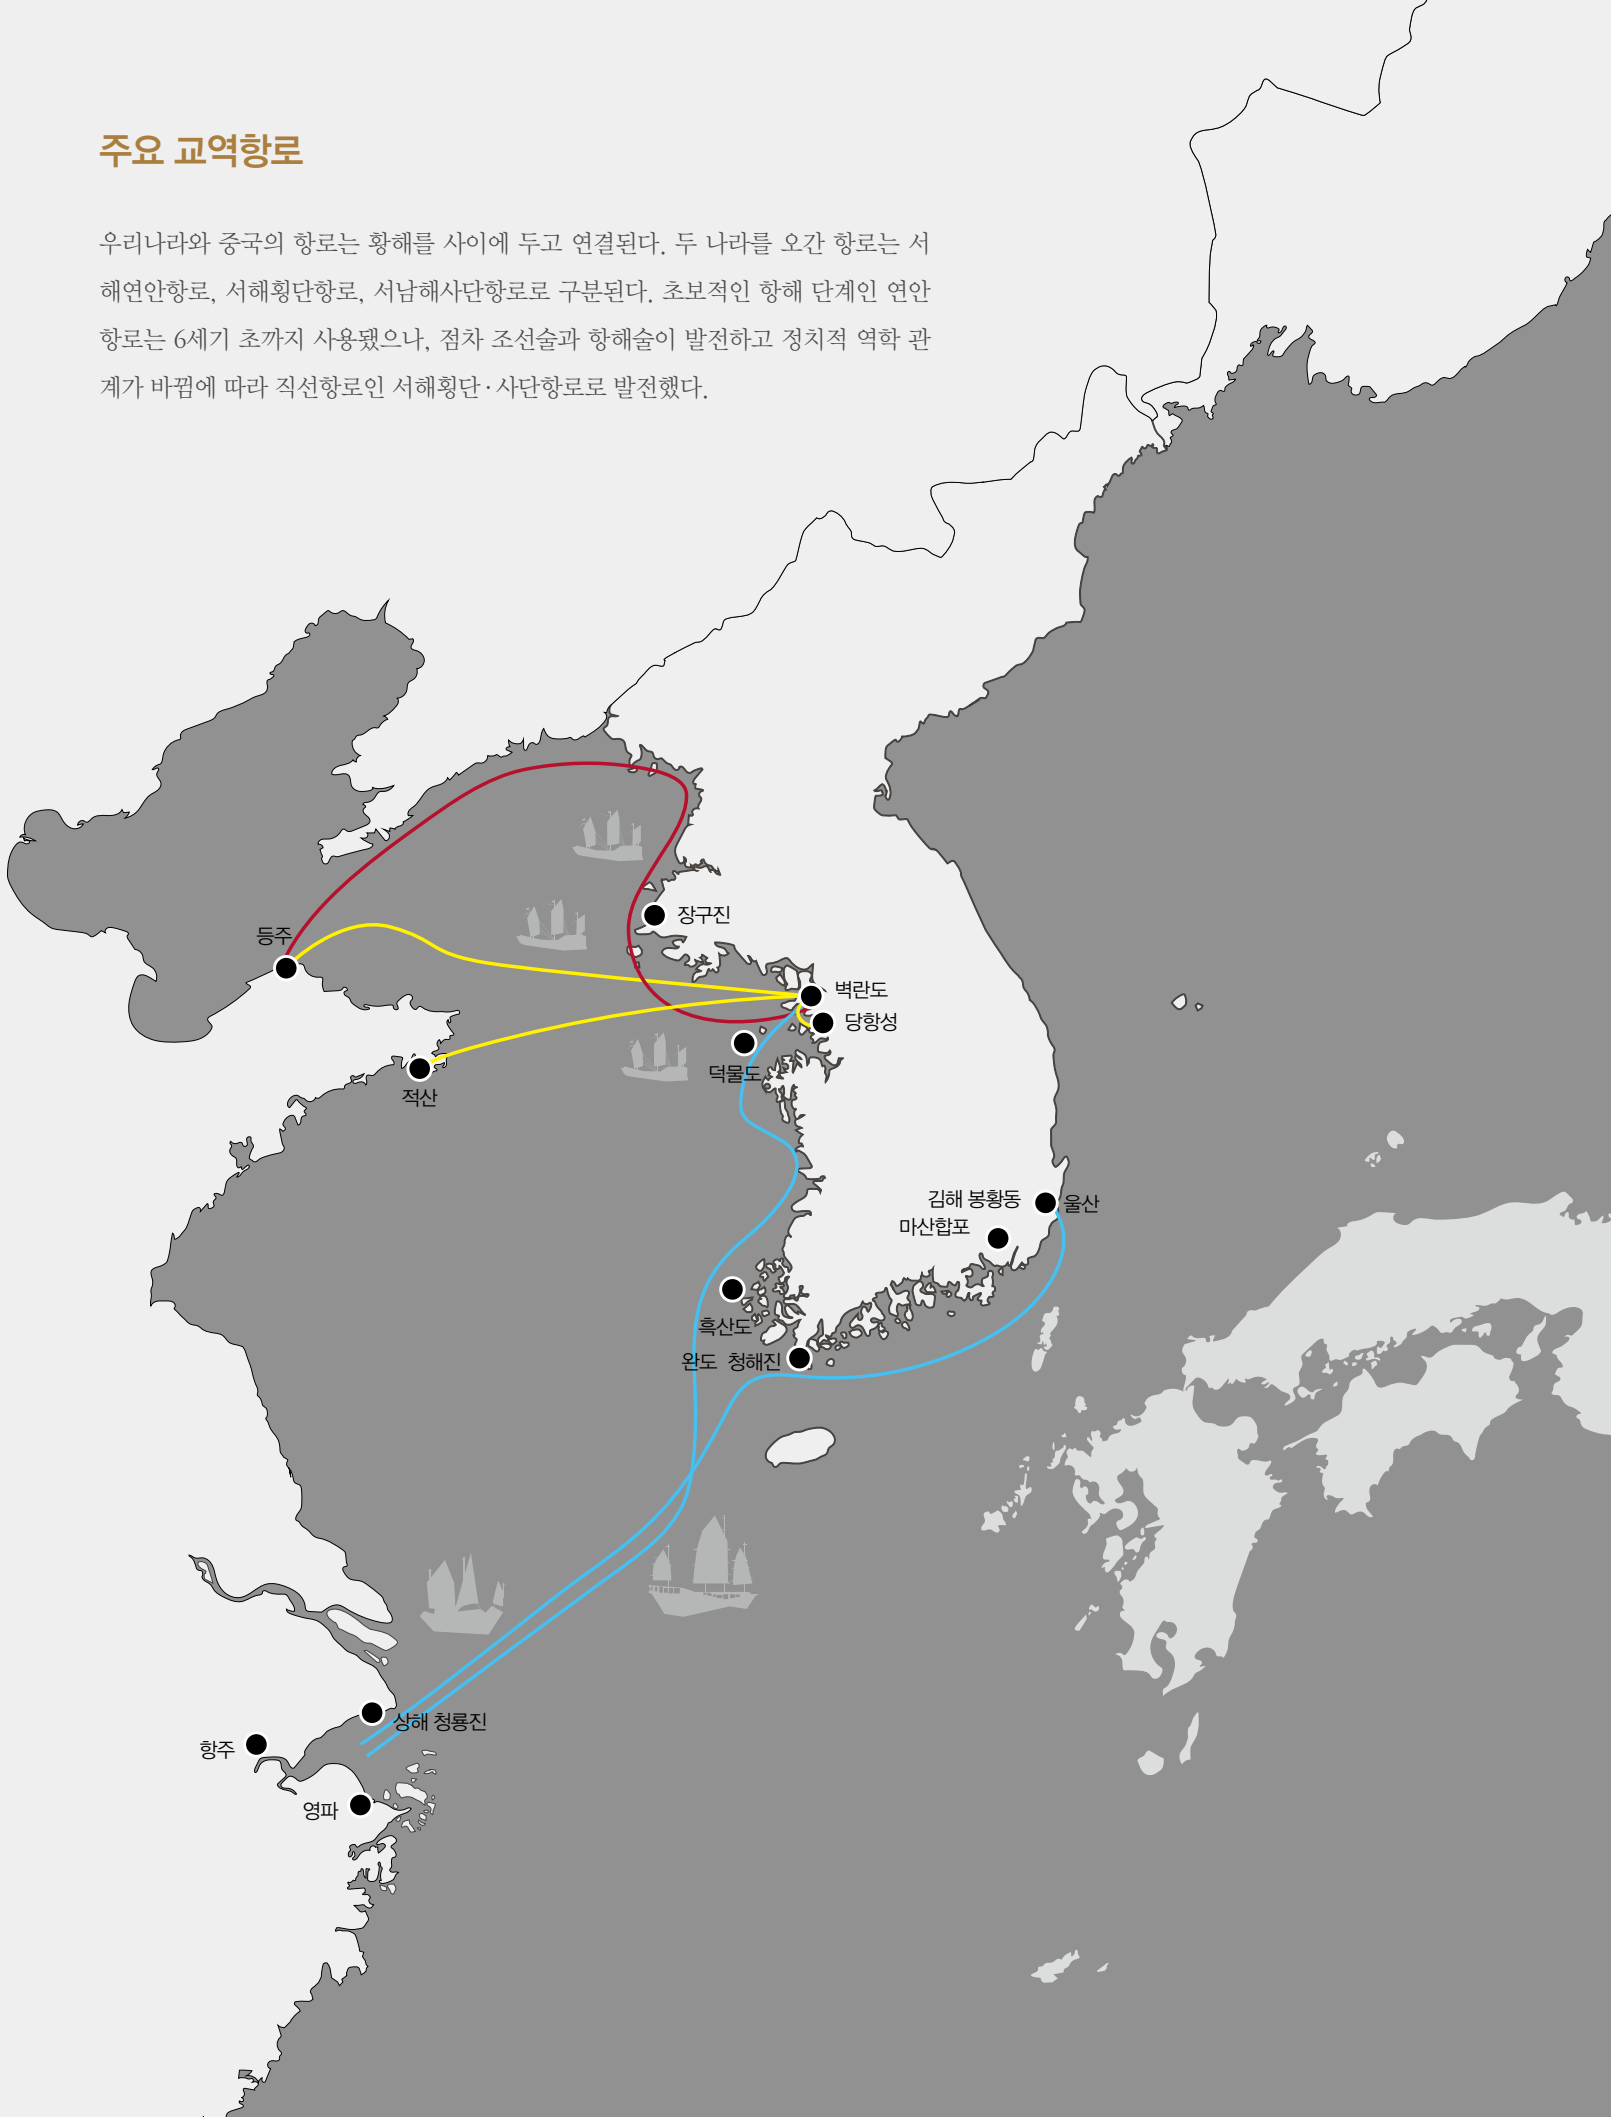 주요 교역항로
우리나라와 중국의 항로는 황해를 사이에 두고 연결된다. 두 나라를 오간 항로는 서
해연안항로, 서해횡단항로, 서남해사단항로로 구분된다. 초보적인 항해 단계인 연안
항로는 6세기 초까지 사용됐으나, 점차 조선술과 항해술이 발전하고 정치적 역학 관
계가 바뀜에 따라 직선항로인 서해횡단·사단항로로 발전했다.
장구진
등주
벽란도
당항성
덕물도
적산
김해 봉황동
울산
마산합포
흑산도
완도 청해진
상해 청룡진
항주
영파